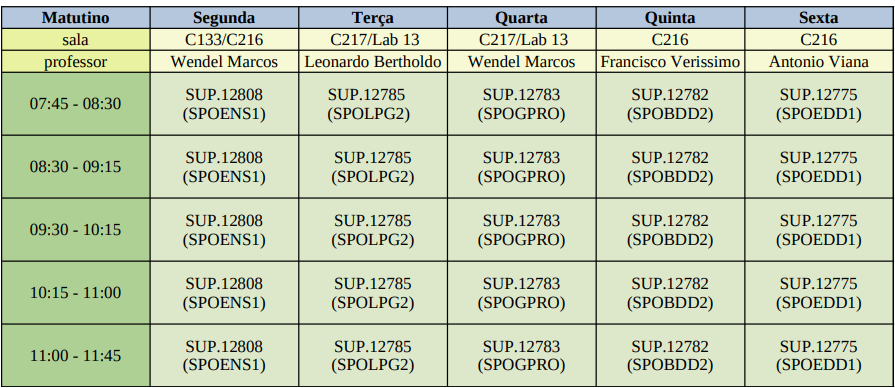 Matutino Segunda Terça Quarta Quinta Sexta
sala C133/C216 C217/Lab 13 C217/Lab 13 C216 C216
professor Wendel Marcos Leonardo Bertholdo Wendel Marcos Francisco Verissimo Antonio Viana
07:45 - 08:30 SUP.12808 SUP.12785 SUP.12783 SUP.12782 SUP.12775
(SPOENS1) (SPOLPG2) (SPOGPRO) (SPOBDD2) (SPOEDD1)
08:30 - 09:15 SUP.12808 SUP.12785 SUP.12783 SUP.12782 SUP.12775
(SPOENS1) (SPOLPG2) (SPOGPRO) (SPOBDD2) (SPOEDD1)
09:30 - 10:15 SUP.12808 SUP.12785 SUP.12783 SUP.12782 SUP.12775
(SPOENS1) (SPOLPG2) (SPOGPRO) (SPOBDD2) (SPOEDD1)
10:15 - 11:00 SUP.12808 SUP.12785 SUP.12783 SUP.12782 SUP.12775
(SPOENS1) (SPOLPG2) (SPOGPRO) (SPOBDD2) (SPOEDD1)
11:00 - 11:45 SUP.12808 SUP.12785 SUP.12783 SUP.12782 SUP.12775
(SPOENS1) (SPOLPG2) (SPOGPRO) (SPOBDD2) (SPOEDD1)